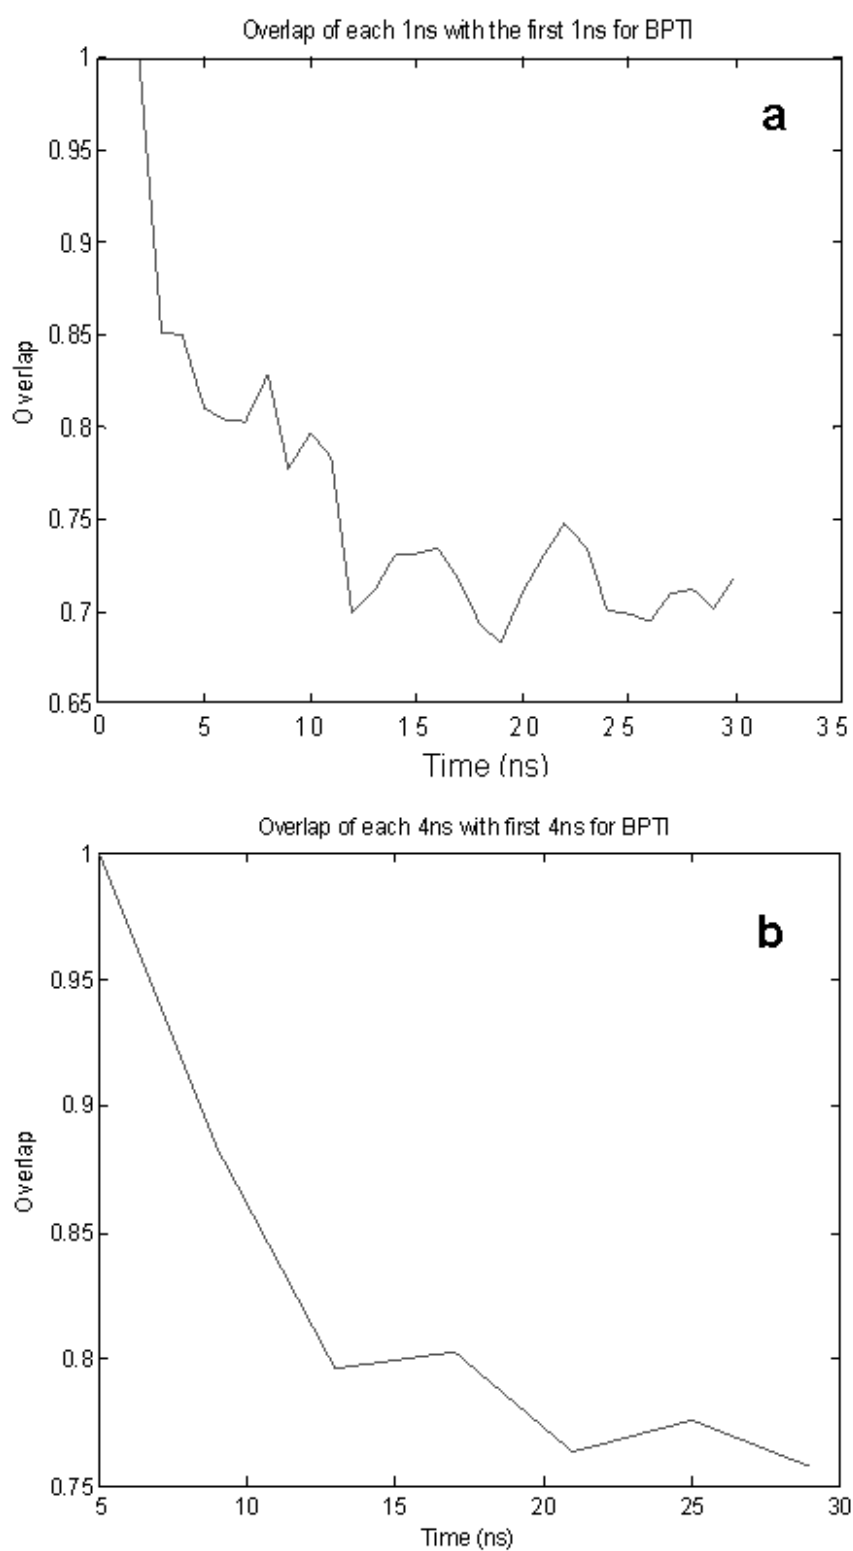 Overlap of each 1ns with the first 1ns for BPTI
a
1
0.95
0.9
0.85
0.8
0.75
0.7
0.65
Overlap
0 5 10 15 20 25 30 35
Time (ns)
Overlap of each 4ns with first 4ns for BPTI
b
1
0.95
0.9
0.85
0.8
0.75
Overlap
5 10 15 20 25 30
Time (ns)